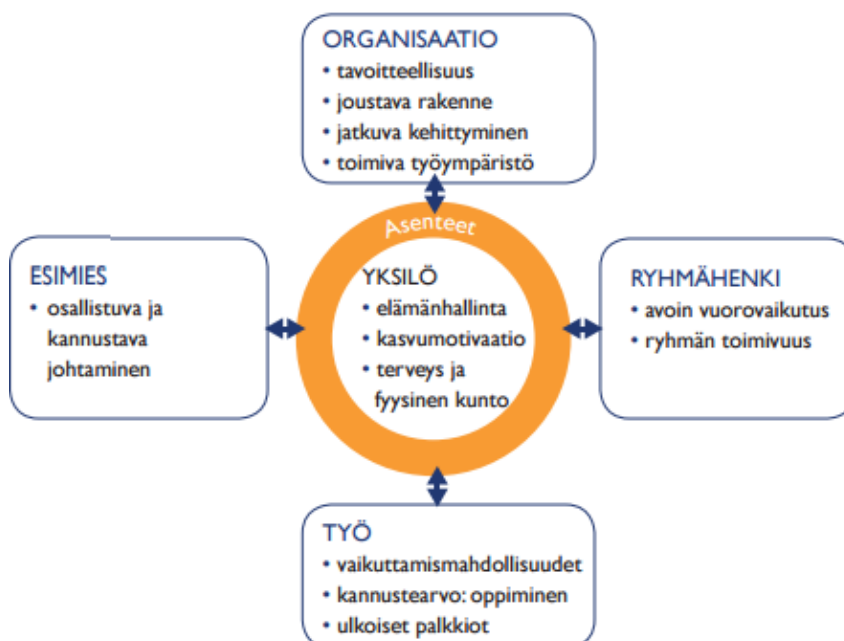 ORGANISAATIO
• tavoitteellisuus
• joustava rakenne
• jatkuva kehittyminen
• toimiva työympäristö
Asenteet
ESIMIES
• osallistuva ja
kannustava
johtaminen
YKSILÖ
• elämänhallinta
• kasvumotivaatio
• terveys ja
fyysinen kunto
RYHMÄHENKI
• avoin vuorovaikutus
• ryhmän toimivuus
TYÖ
• vaikuttamismahdollisuudet
• kannustearvo: oppiminen
• ulkoiset palkkiot